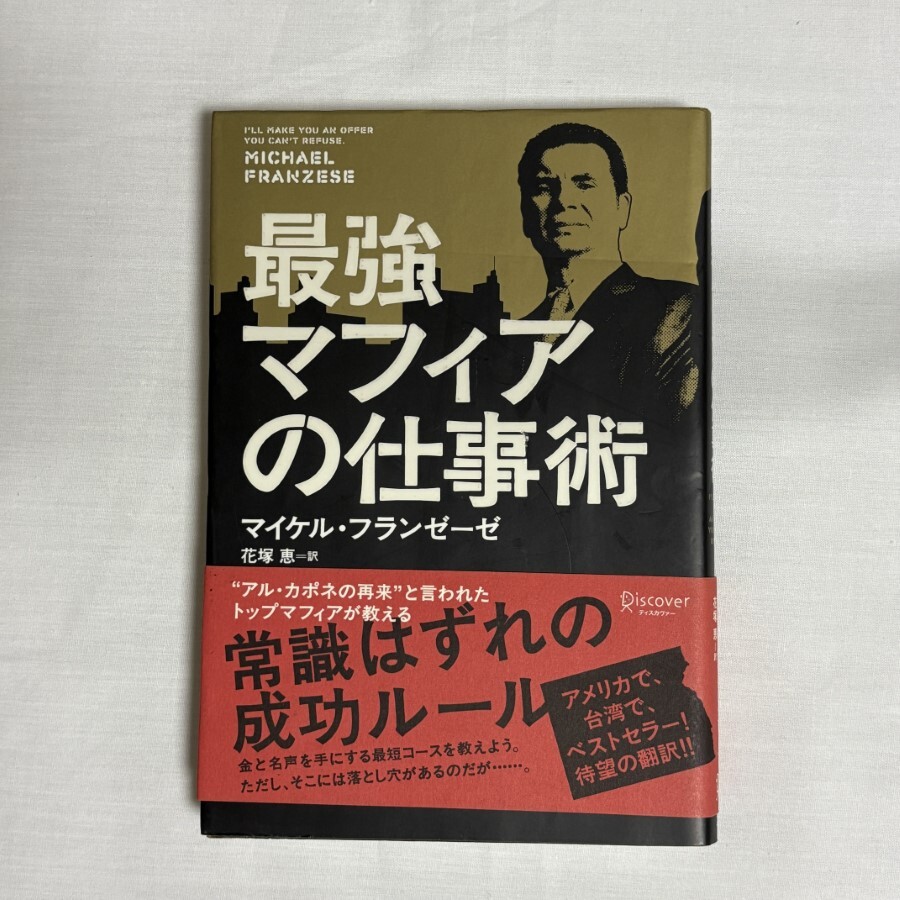 I'LL MAKE YOU AN OFFER
YOU CAN'T REFUSE.
MICHAEL
FRANZESE
最強
マフィア
の仕事術
マイケル・フランゼーゼ
花塚 恵=訳
“アル・カポネの再来”と言われた
トップマフィアが教える
常識はずれの
成功ルール
金と名声を手にする最短コースを教えよう。
ただし、そこには落とし穴があるのだが……。
Discover
ディスカヴァー
アメリカで、
台湾で、
ベストセラー!
待望の翻訳!!